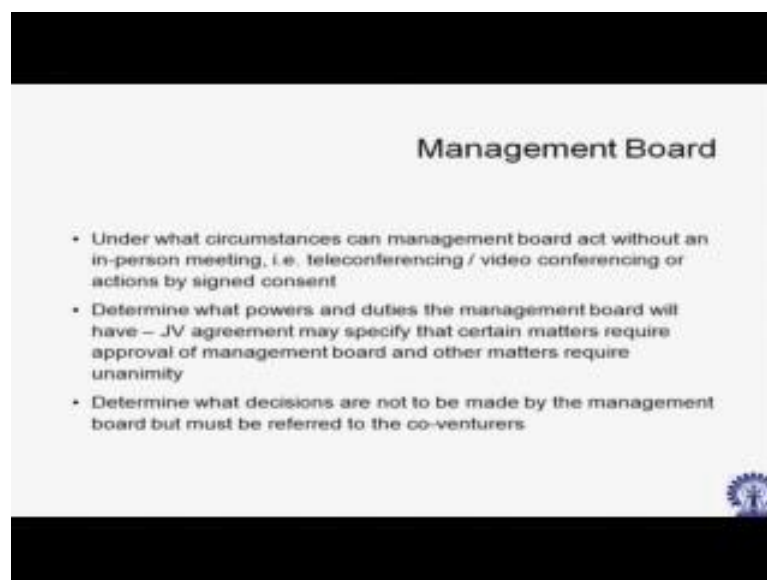 Management Board
• Under what circumstances can management board act without an
in-person meeting, i.e. teleconferencing / video conferencing or
actions by signed consent
• Determine what powers and duties the management board will
have – JV agreement may specify that certain matters require
approval of management board and other matters require
unanimity
• Determine what decisions are not to be made by the management
board but must be referred to the co-venturers